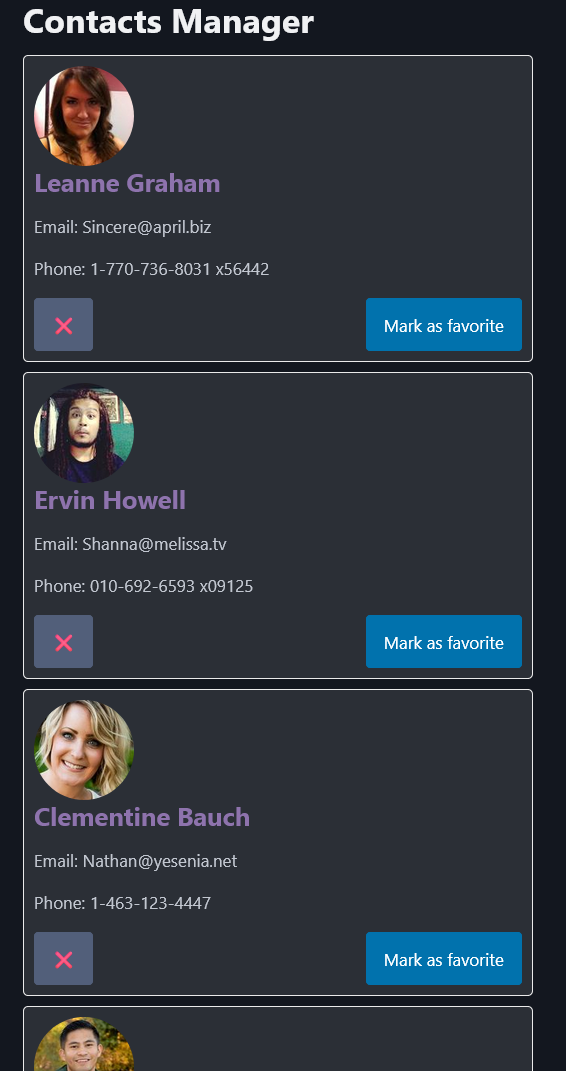 Contacts Manager
Leanne Graham
Email: Sincere@april.biz
Phone: 1-770-736-8031 x56442
Mark as favorite
Ervin Howell
Email: Shanna@melissa.tv
Phone: 010-692-6593 x09125
Mark as favorite
Clementine Bauch
Email: Nathan@yesenia.net
Phone: 1-463-123-4447
Mark as favorite